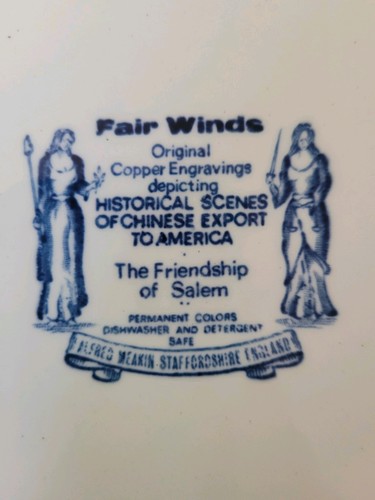 Fair Winds
Original
Copper Engravings
depicting
HISTORICAL SCENES
OF CHINESE EXPORT
TO AMERICA
The Friendship
of Salem
PERMANENT COLORS
DISHWASHER AND DETERGENT
SAFE
ALFRED MEAKIN STAFFORDSHIRE ENGLAND